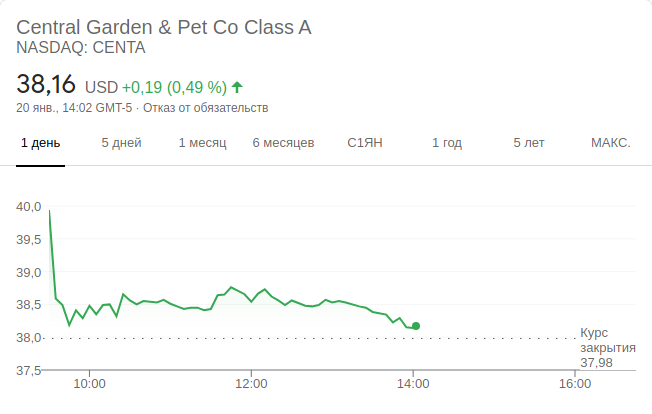 Central Garden & Pet Co Class A
NASDAQ: CENTA
38,16 USD +0,19 (0,49 %)
20 янв., 14:02 GMT-5 · Отказ от обязательств
1 день 5 дней 1 месяц 6 месяцев С1ЯН 1 год 5 лет МАКС.
40,0
39,5
39,0
38,5
38,0
37,5
Курс
закрытия
37,98
10:00 12:00 14:00 16:00